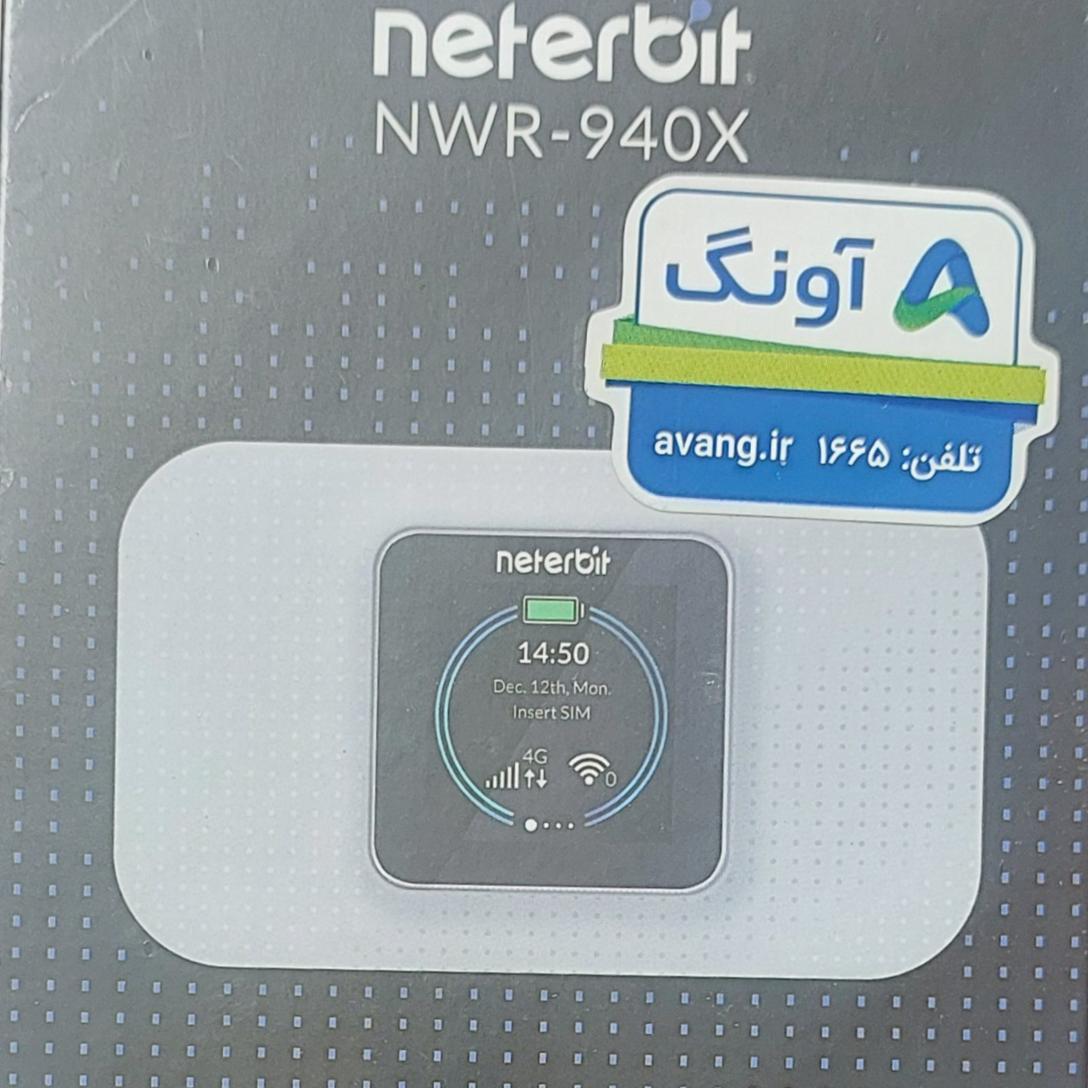 neterbit
NWR-940X
آونگ
تلفن: ۱۶۶۵ avang.ir
neterbit
14:50
Dec. 12th, Mon.
Insert SIM
4G
0